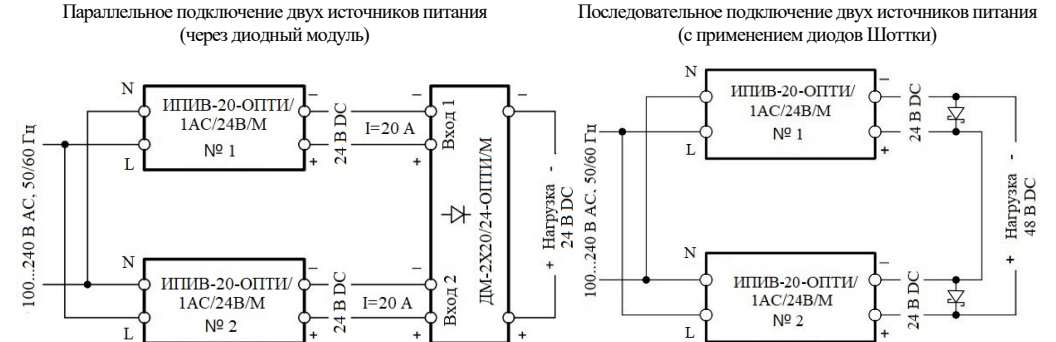 Параллельное подключение двух источников питания
(через диодный модуль)
100...240 В AC, 50/60 Гц
N
L
ИПИВ-20-ОПТИ/
1АС/24В/М
№ 1
–
+
24 В DC
I=20 А
–
+
Вход 1
N
L
ИПИВ-20-ОПТИ/
1АС/24В/М
№ 2
–
+
24 В DC
I=20 А
–
+
Вход 2
ДМ-2Х20/24-ОПТИ/М
–
+
+ Нагрузка -
24 В DC
Последовательное подключение двух источников питания
(с применением диодов Шоттки)
100...240 В AC, 50/60 Гц
N
L
ИПИВ-20-ОПТИ/
1АС/24В/М
№ 1
–
+
24 В DC
N
L
ИПИВ-20-ОПТИ/
1АС/24В/М
№ 2
–
+
24 В DC
+ Нагрузка -
48 В DC